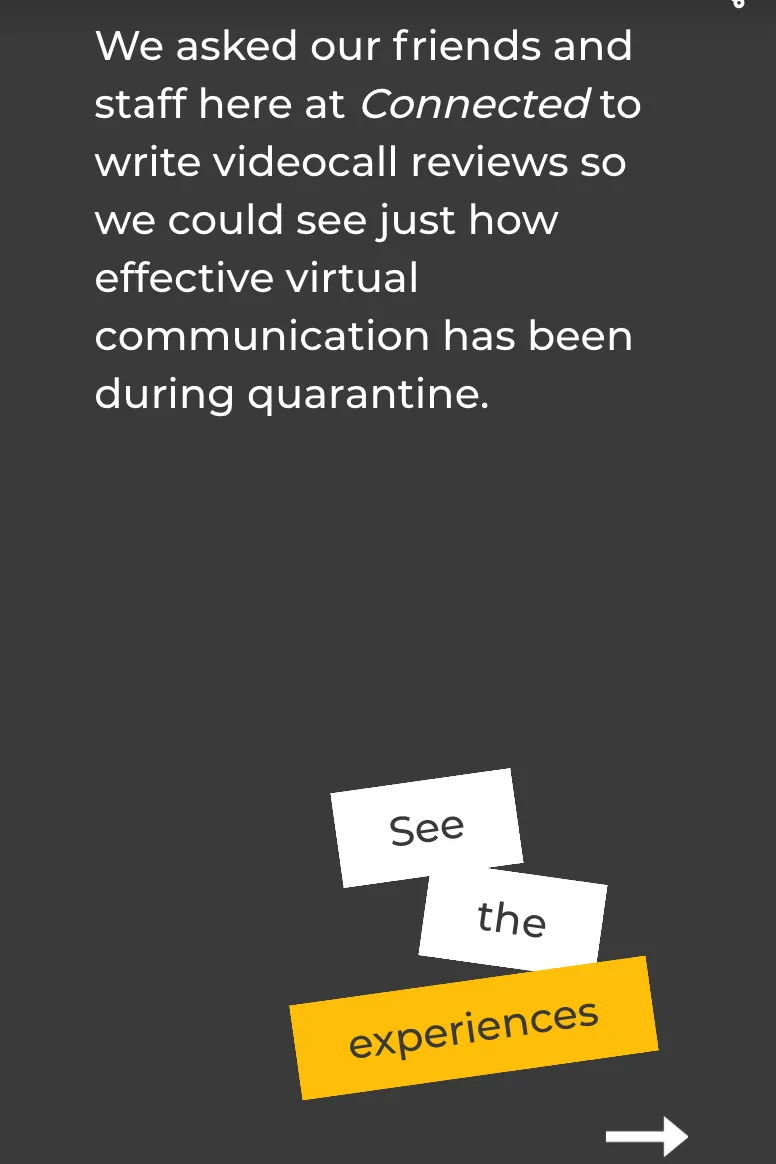 We asked our friends and
staff here at Connected to
write videocall reviews so
we could see just how
effective virtual
communication has been
during quarantine.
See
the
experiences